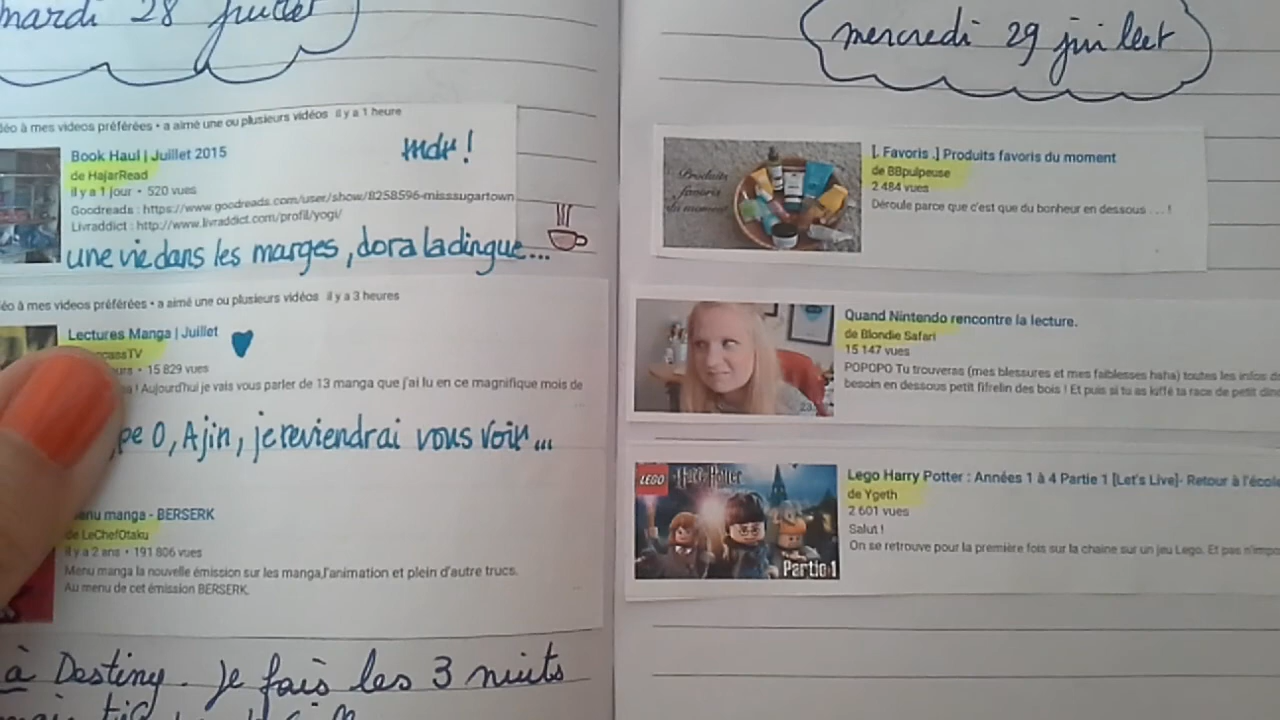 mardi 28 juillet
déo à mes videos préférées • a aimé une ou plusieurs vidéos il y a 1 heure
mdr !
Book Haul | Juillet 2015
de HajarRead
il y a 1 jour • 520 vues
Goodreads : https://www.goodreads.com/user/show/8258596-misssugartown
Livraddict : http://www.livraddict.com/profil/yogi/
une vie dans les marges, dora la dingue...
déo à mes videos préférées • a aimé une ou plusieurs vidéos il y a 3 heures
Lectures Manga | Juillet
• 15 829 vues
! Aujourd'hui je vais vous parler de 13 manga que j'ai lu en ce magnifique mois de
pe O, Ajin, je reviendrai vous voir...
enu manga - BERSERK
de LeChefOtaku
il y a 2 ans • 191 806 vues
Menu manga la nouvelle émission sur les manga,l'animation et plein d'autre trucs.
Au menu de cet émission BERSERK.
à Destiny. Je fais les 3 nuits
mercredi 29 juillet
Produits favoris du moment
[. Favoris .] Produits favoris du moment
de BBpulpeuse
2 484 vues
Déroule parce que c'est que du bonheur en dessous . . . !
Quand Nintendo rencontre la lecture.
de Blondie Safari
15 147 vues
POPOPO Tu trouveras (mes blessures et mes faiblesses haha) toutes les infos d
besoin en dessous petit fifrelin des bois ! Et puis si tu as kiffé ta race de petit din
LEGO Harry Potter
Partie 1
Lego Harry Potter : Années 1 à 4 Partie 1 [Let's Live]- Retour à l'école
de Ygeth
2 601 vues
Salut !
On se retrouve pour la première fois sur la chaine sur un jeu Lego. Et pas n'impo